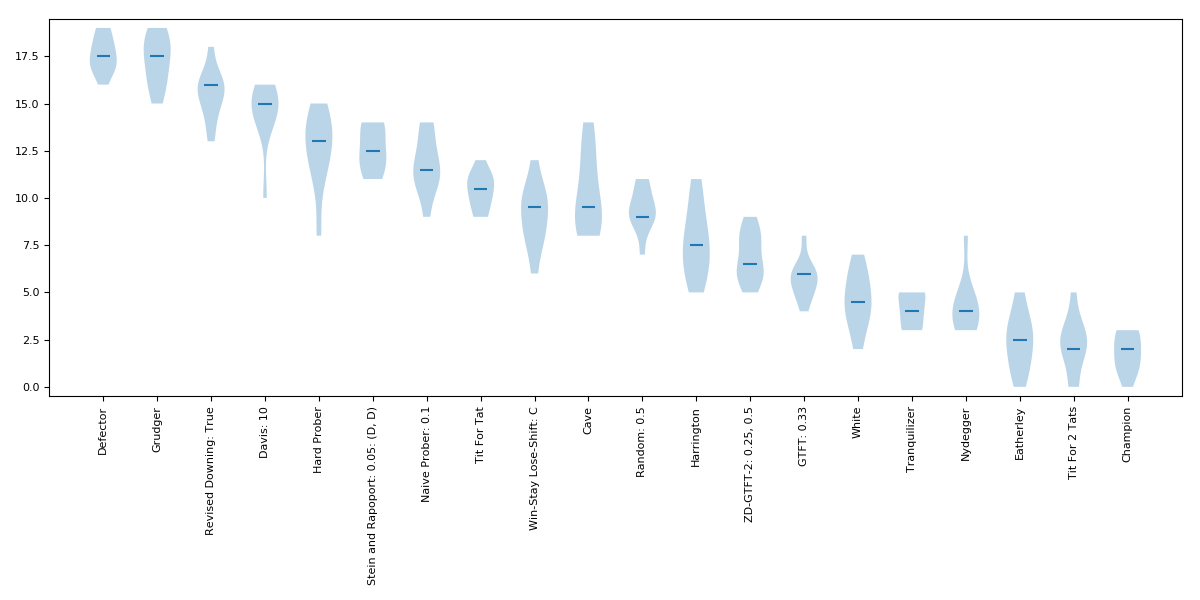 17.5
15.0
12.5
10.0
7.5
5.0
2.5
0.0
Defector
Grudger
Revised Downing: True
Davis: 10
Hard Prober
Stein and Rapoport: 0.05: (D, D)
Naive Prober: 0.1
Tit For Tat
Win-Stay Lose-Shift: C
Cave
Random: 0.5
Harrington
ZD-GTFT-2: 0.25, 0.5
GTFT: 0.33
White
Tranquilizer
Nydegger
Eatherley
Tit For 2 Tats
Champion